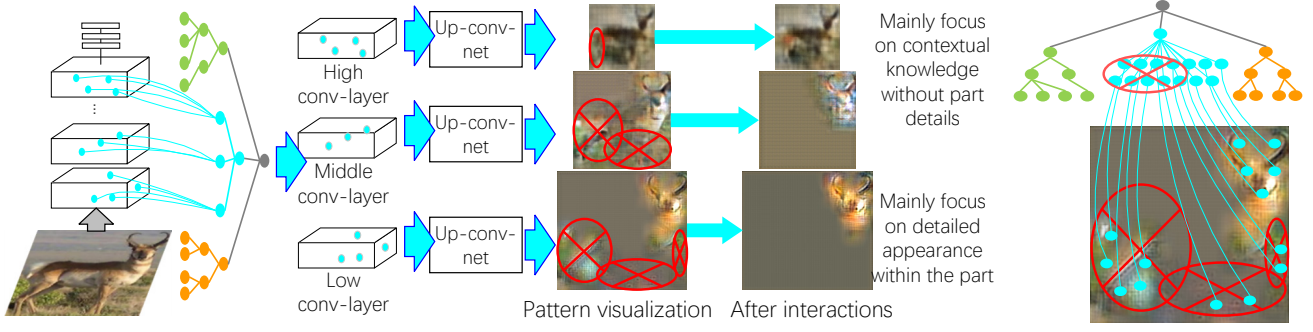 ...
High
conv-layer
Up-conv-
net
Mainly focus
on contextual
knowledge
without part
details
Middle
conv-layer
Up-conv-
net
Low
conv-layer
Up-conv-
net
Mainly focus
on detailed
appearance
within the part
Pattern visualization
After interactions